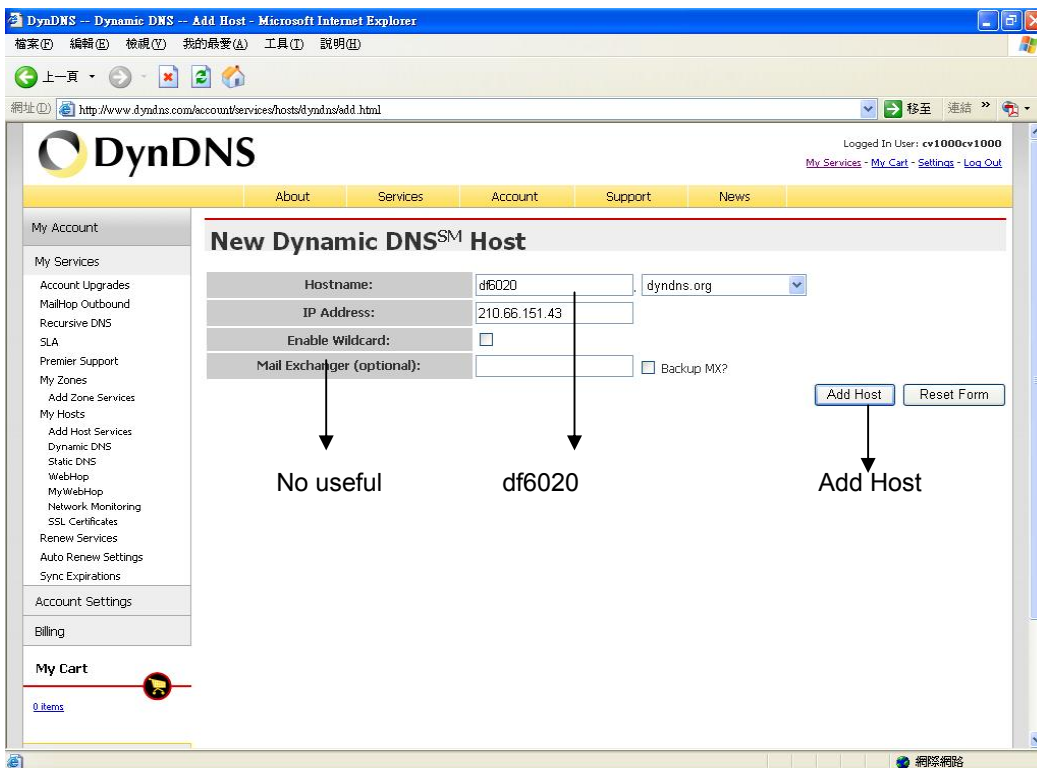 DynDNS -- Dynamic DNS -- Add Host - Microsoft Internet Explorer
檔案(F) 編輯(E) 檢視(V) 我的最愛(A) 工具(T) 說明(H)
上一頁
網址(D) http://www.dyndns.com/account/services/hosts/dyndns/add.html 移至 連結 »
DynDNS
Logged In User: cv1000cv1000
My Services - My Cart - Settings - Log Out
About Services Account Support News
My Account
My Services
Account Upgrades
MailHop Outbound
Recursive DNS
SLA
Premier Support
My Zones
Add Zone Services
My Hosts
Add Host Services
Dynamic DNS
Static DNS
WebHop
MyWebHop
Network Monitoring
SSL Certificates
Renew Services
Auto Renew Settings
Sync Expirations
Account Settings
Billing
My Cart
0 items
New Dynamic DNS℠ Host
Hostname: df6020 . dyndns.org
IP Address: 210.66.151.43
Enable Wildcard:
Mail Exchanger (optional): Backup MX?
Add Host Reset Form
No useful df6020 Add Host
網際網路